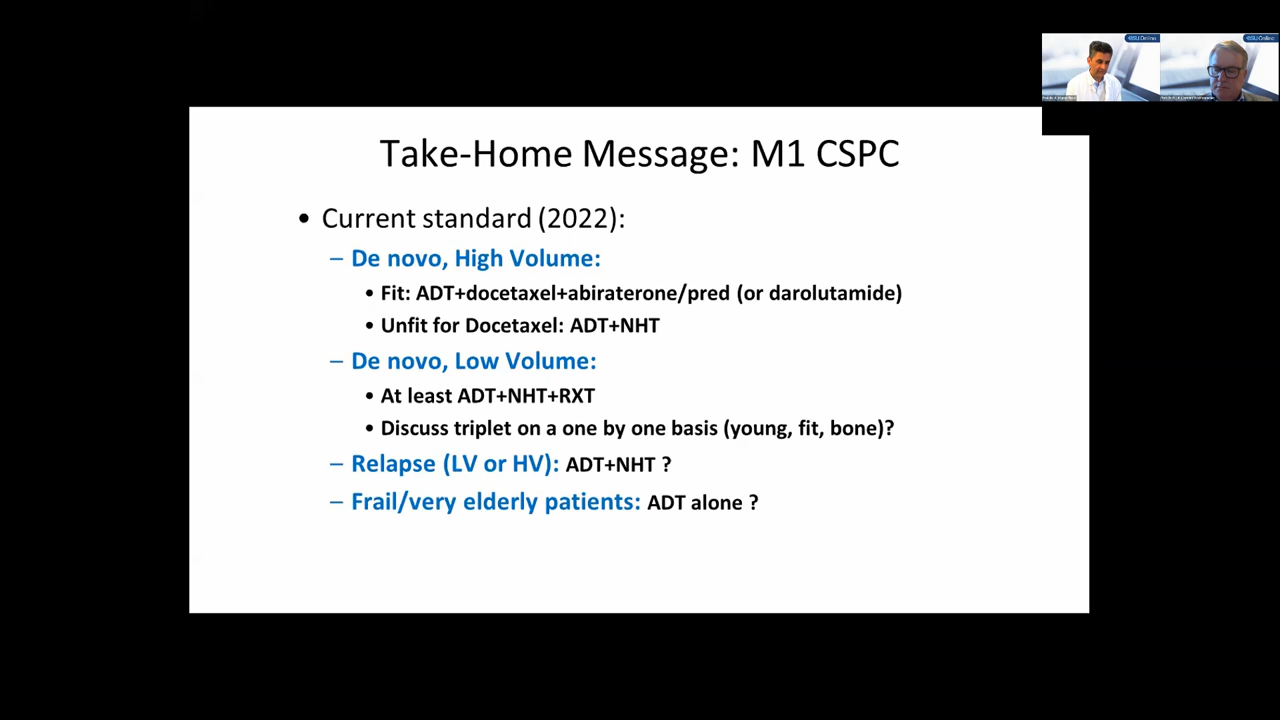 Take-Home Message: M1 CSPC
• Current standard (2022):
– De novo, High Volume:
• Fit: ADT+docetaxel+abiraterone/pred (or darolutamide)
• Unfit for Docetaxel: ADT+NHT
– De novo, Low Volume:
• At least ADT+NHT+RXT
• Discuss triplet on a one by one basis (young, fit, bone)?
– Relapse (LV or HV): ADT+NHT ?
– Frail/very elderly patients: ADT alone ?